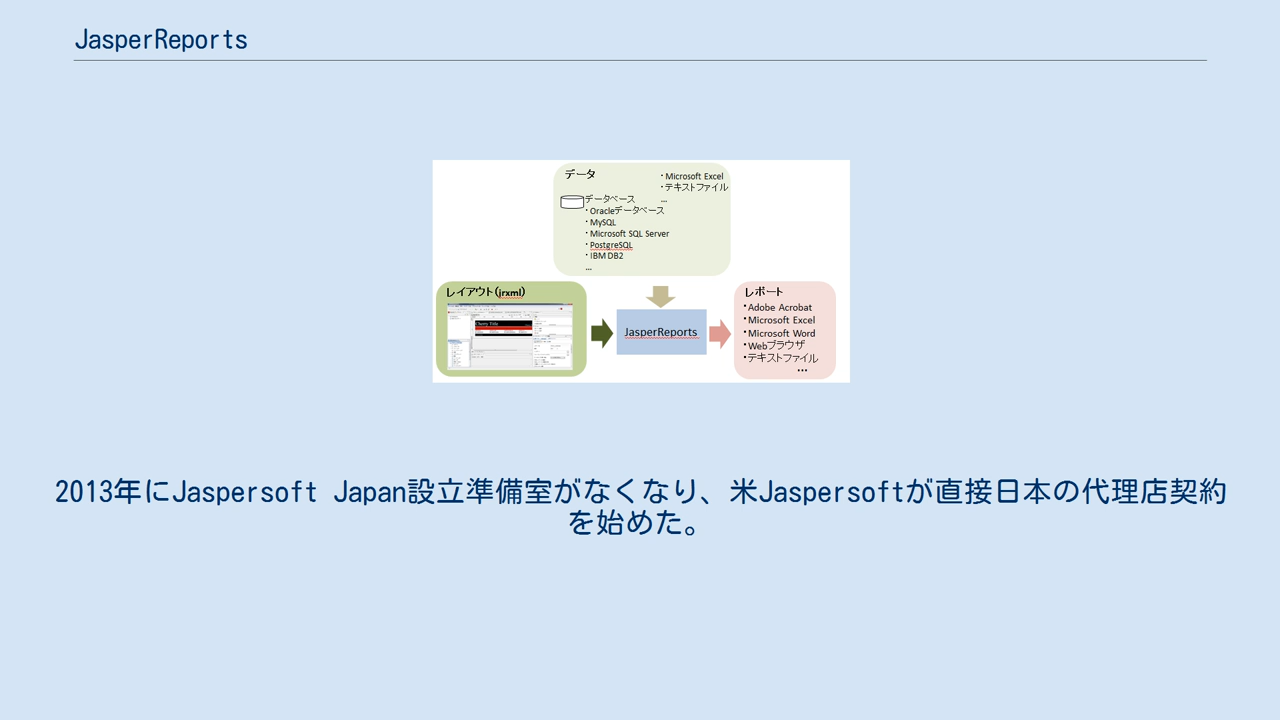 JasperReports
データ
・Microsoft Excel
・テキストファイル
...
データベース
・Oracleデータベース
・MySQL
・Microsoft SQL Server
・PostgreSQL
・IBM DB2
...
レイアウト(jrxml)
Cherry Title
JasperReports
レポート
・Adobe Acrobat
・Microsoft Excel
・Microsoft Word
・Webブラウザ
・テキストファイル
...
2013年にJaspersoft Japan設立準備室がなくなり、米Jaspersoftが直接日本の代理店契約
を始めた。